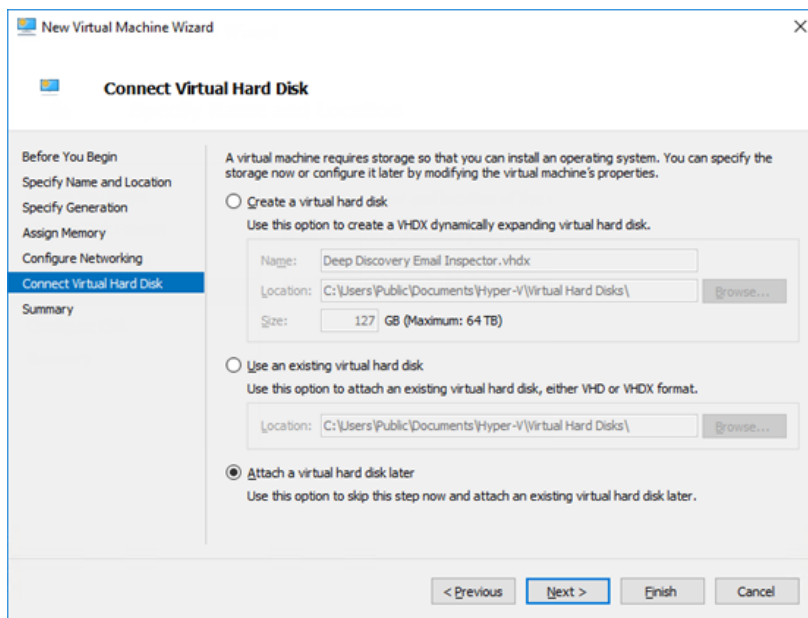 New Virtual Machine Wizard
Connect Virtual Hard Disk
Before You Begin
Specify Name and Location
Specify Generation
Assign Memory
Configure Networking
Connect Virtual Hard Disk
Summary
A virtual machine requires storage so that you can install an operating system. You can specify the
storage now or configure it later by modifying the virtual machine's properties.
Create a virtual hard disk
Use this option to create a VHDX dynamically expanding virtual hard disk.
Name: Deep Discovery Email Inspector.vhdx
Location: C:\Users\Public\Documents\Hyper-V\Virtual Hard Disks\ Browse...
Size: 127 GB (Maximum: 64 TB)
Use an existing virtual hard disk
Use this option to attach an existing virtual hard disk, either VHD or VHDX format.
Location: C:\Users\Public\Documents\Hyper-V\Virtual Hard Disks\ Browse...
Attach a virtual hard disk later
Use this option to skip this step now and attach an existing virtual hard disk later.
< Previous Next > Finish Cancel